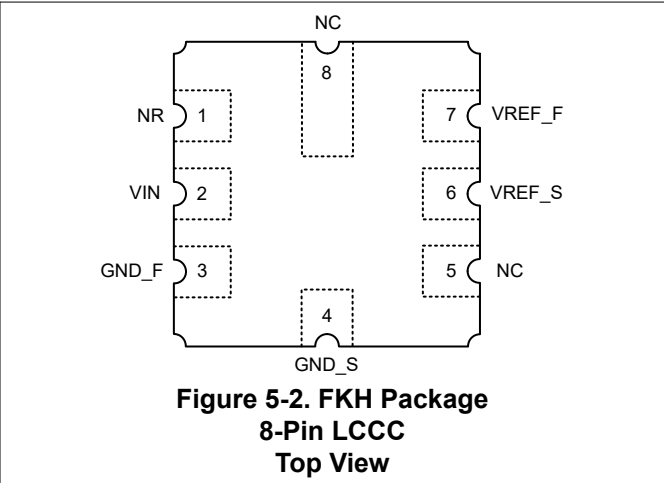 NC
8
NR 1
7 VREF_F
VIN 2
6 VREF_S
GND_F 3
5 NC
4
GND_S
Figure 5-2. FKH Package
8-Pin LCCC
Top View